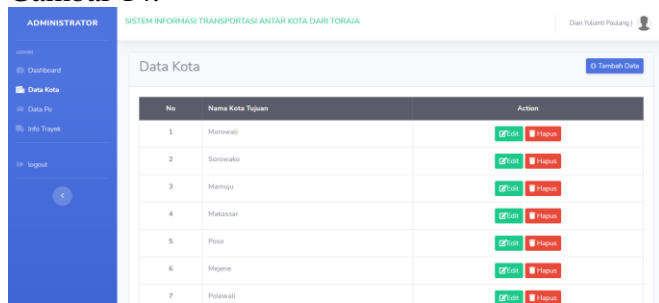 ADMINISTRATOR
SISTEM INFORMASI TRANSPORTASI ANTAR KOTA DARI TORAJA
Dian Yulianti Paulang |
Dashboard
Data Kota
Data Po
Info Trayek
logout
Data Kota
Tambah Data
No Nama Kota Tujuan Action
1 Morowali Edit Hapus
2 Sorowako Edit Hapus
3 Mamuju Edit Hapus
4 Makassar Edit Hapus
5 Poso Edit Hapus
6 Mejene Edit Hapus
7 Polewali Edit Hapus